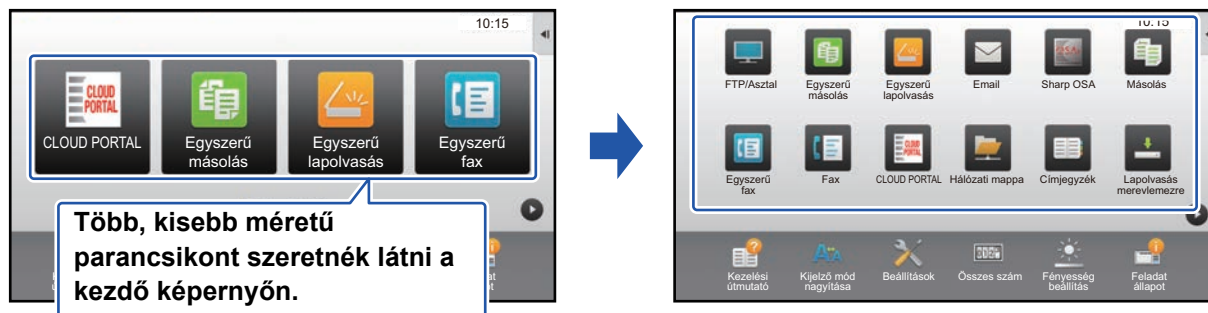 10:15
CLOUD PORTAL
CLOUD PORTAL
Egyszerű
másolás
Egyszerű
lapolvasás
Egyszerű
fax
Több, kisebb méretű
parancsikont szeretnék látni a
kezdő képernyőn.
10:15
FTP/Asztal
Egyszerű
másolás
Egyszerű
lapolvasás
Email
Sharp OSA
Másolás
Egyszerű
fax
Fax
CLOUD PORTAL
Hálózati mappa
Címjegyzék
Lapolvasás
merevlemezre
Kezelési
útmutató
Kijelző mód
nagyítása
Beállítások
Összes szám
Fényesség
beállítás
Feladat
állapot